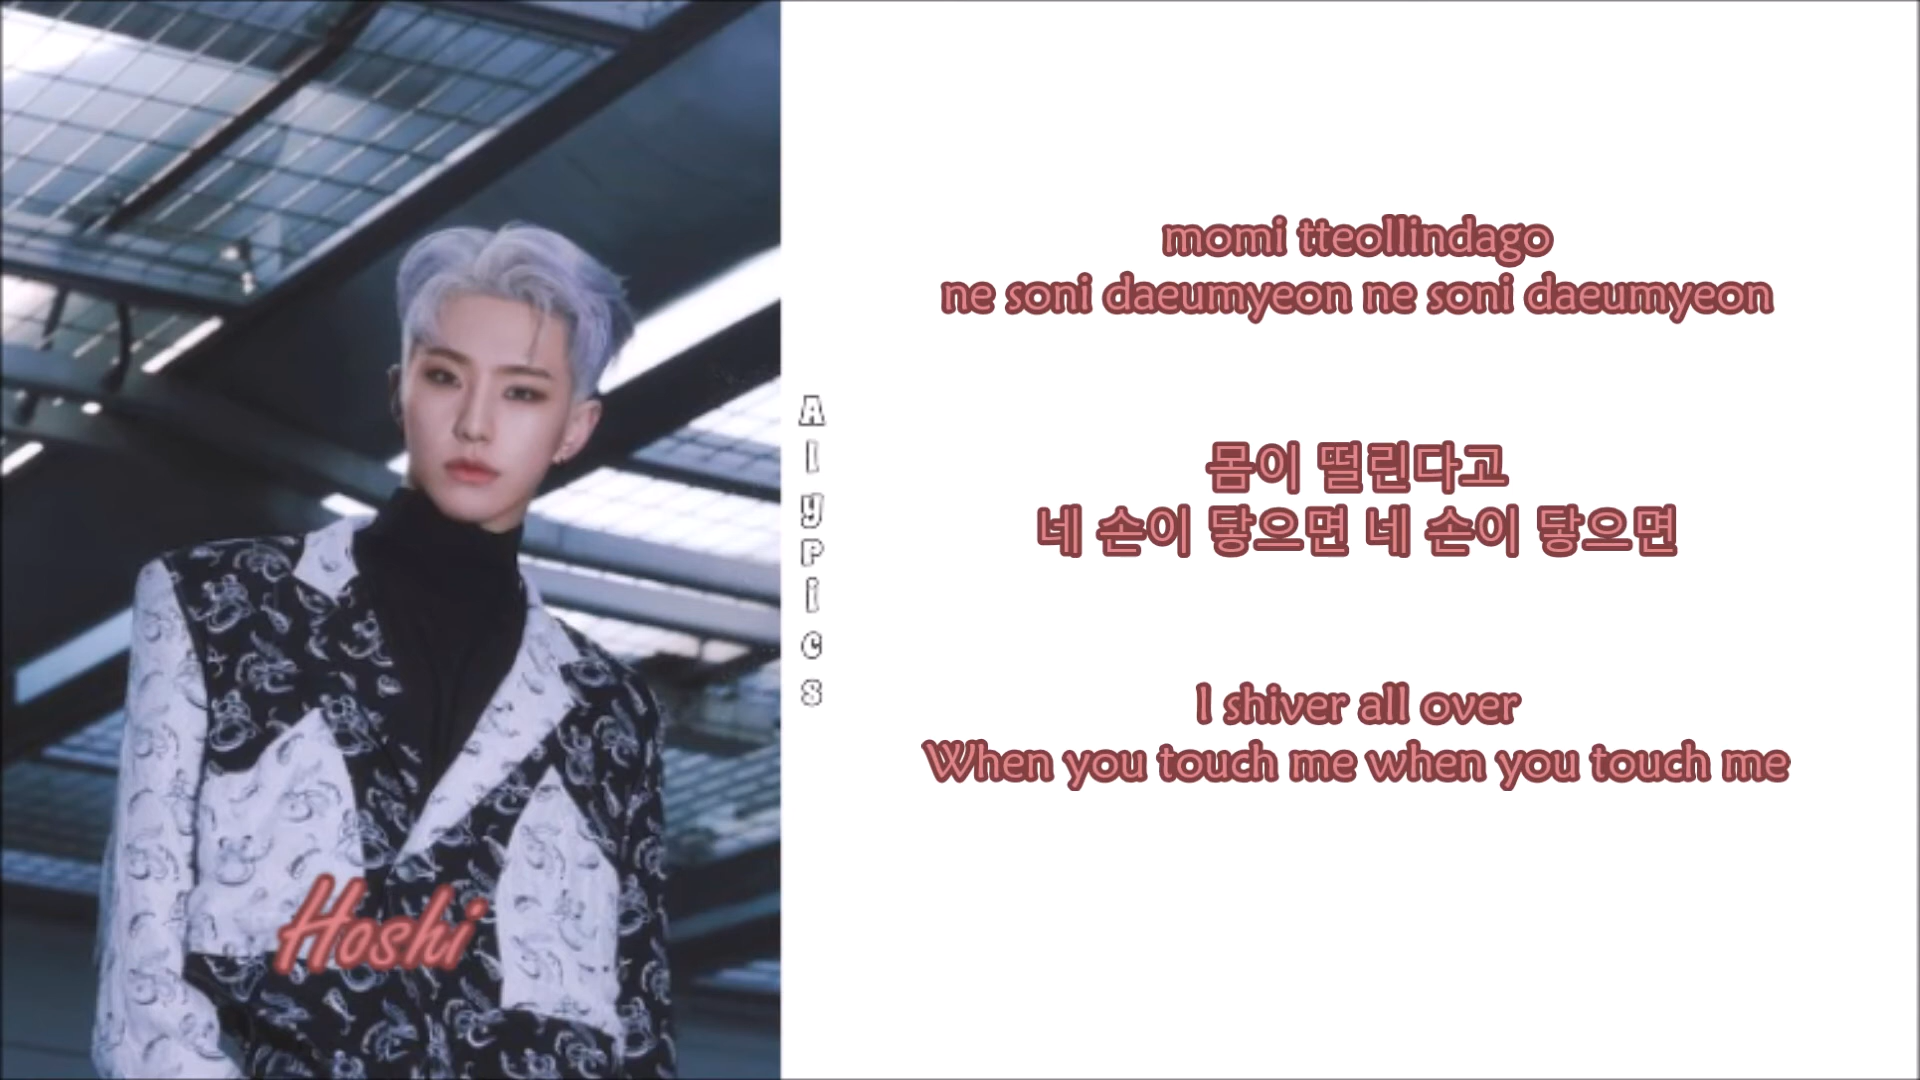 Hoshi
AlyPics
momi tteollindago
ne soni daeumyeon ne soni daeumyeon
몸이 떨린다고
네 손이 닿으면 네 손이 닿으면
I shiver all over
When you touch me when you touch me